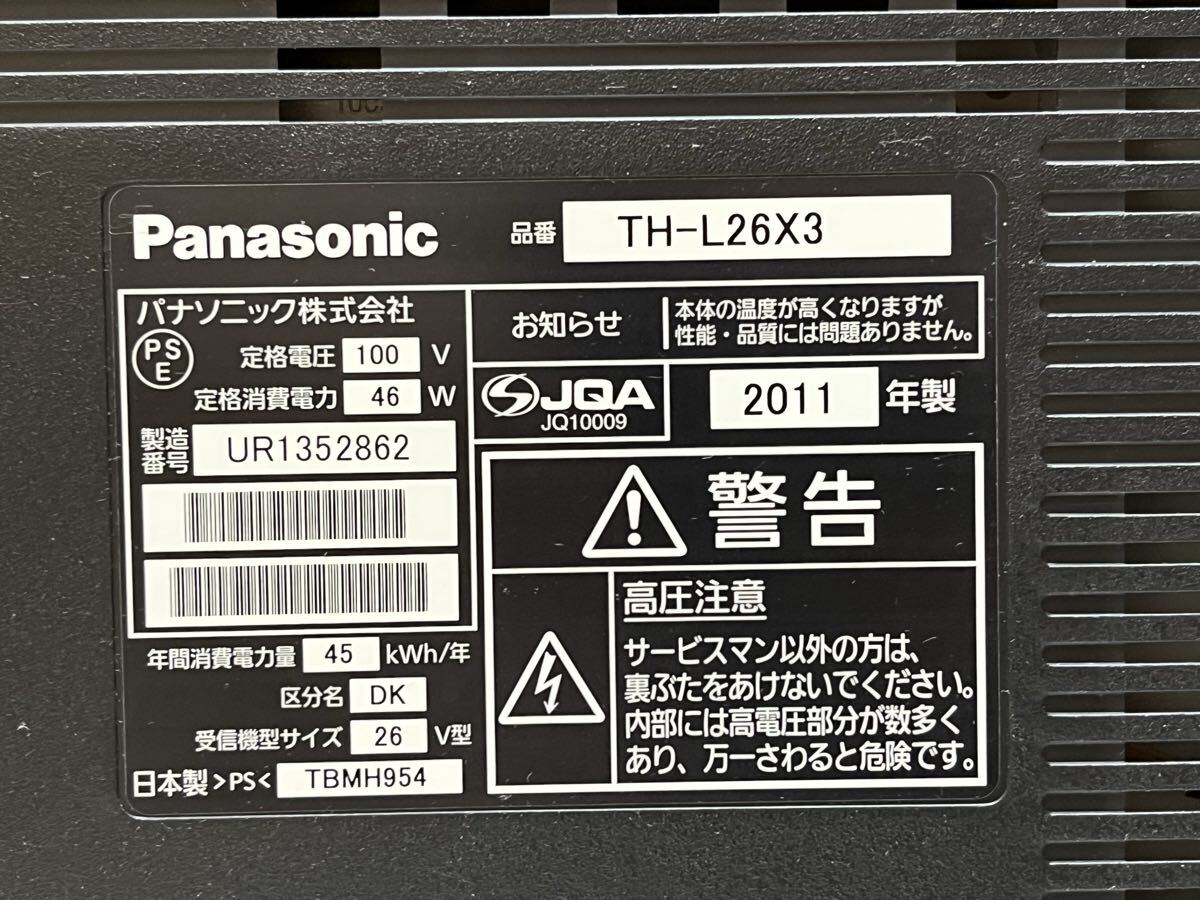 Panasonic
品番 TH-L26X3
パナソニック株式会社
PS
E
定格電圧 100 V
定格消費電力 46 W
製造
番号
UR1352862
お知らせ
本体の温度が高くなりますが
性能・品質には問題ありません。
JQA
JQ10009
2011 年製
警告
高圧注意
サービスマン以外の方は、
裏ぶたをあけないでください。
内部には高電圧部分が数多く
あり、万一さわると危険です。
年間消費電力量 45 kWh/年
区分名 DK
受信機型サイズ 26 V型
日本製 >PS< TBMH954